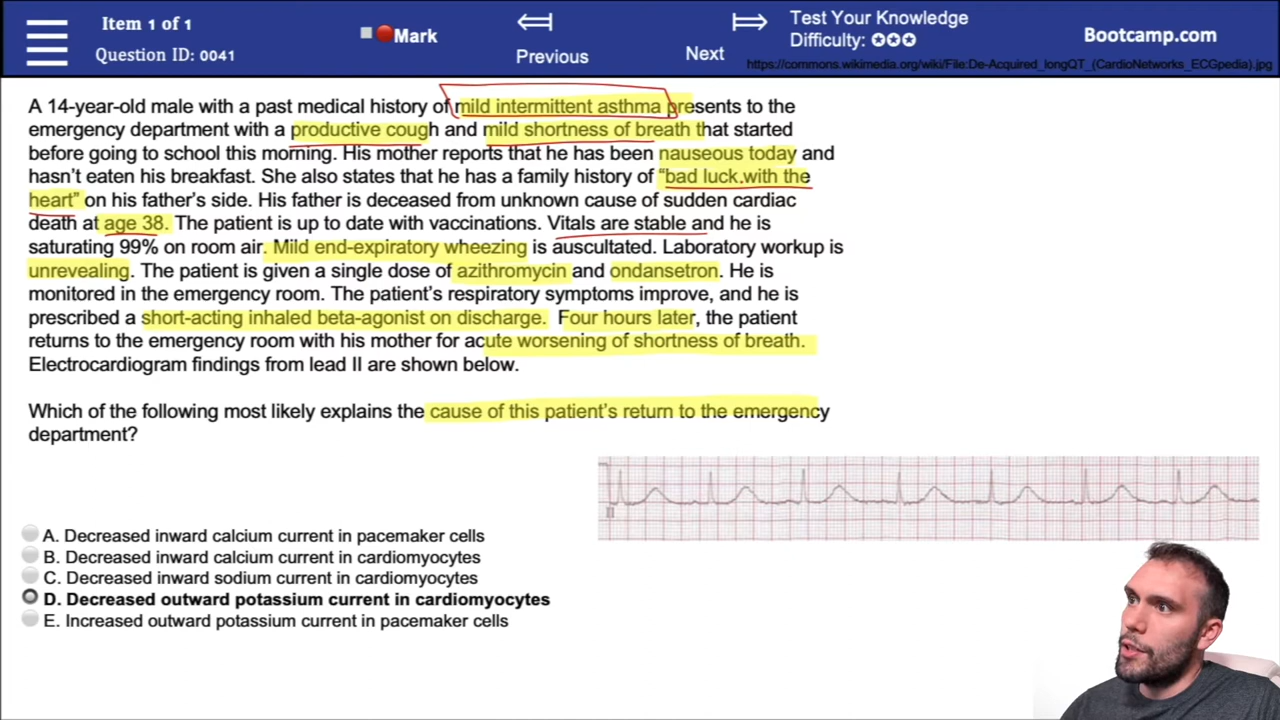 Item 1 of 1
Question ID: 0041
Mark
Previous
Next
Test Your Knowledge
Difficulty: ✪✪✪
Bootcamp.com
https://commons.wikimedia.org/wiki/File:De-Acquired_longQT_(CardioNetworks_ECGpedia).jpg
A 14-year-old male with a past medical history of mild intermittent asthma presents to the
emergency department with a productive cough and mild shortness of breath that started
before going to school this morning. His mother reports that he has been nauseous today and
hasn't eaten his breakfast. She also states that he has a family history of “bad luck with the
heart” on his father's side. His father is deceased from unknown cause of sudden cardiac
death at age 38. The patient is up to date with vaccinations. Vitals are stable and he is
saturating 99% on room air. Mild end-expiratory wheezing is auscultated. Laboratory workup is
unrevealing. The patient is given a single dose of azithromycin and ondansetron. He is
monitored in the emergency room. The patient's respiratory symptoms improve, and he is
prescribed a short-acting inhaled beta-agonist on discharge. Four hours later, the patient
returns to the emergency room with his mother for acute worsening of shortness of breath.
Electrocardiogram findings from lead II are shown below.
Which of the following most likely explains the cause of this patient's return to the emergency
department?
II
A. Decreased inward calcium current in pacemaker cells
B. Decreased inward calcium current in cardiomyocytes
C. Decreased inward sodium current in cardiomyocytes
D. Decreased outward potassium current in cardiomyocytes
E. Increased outward potassium current in pacemaker cells